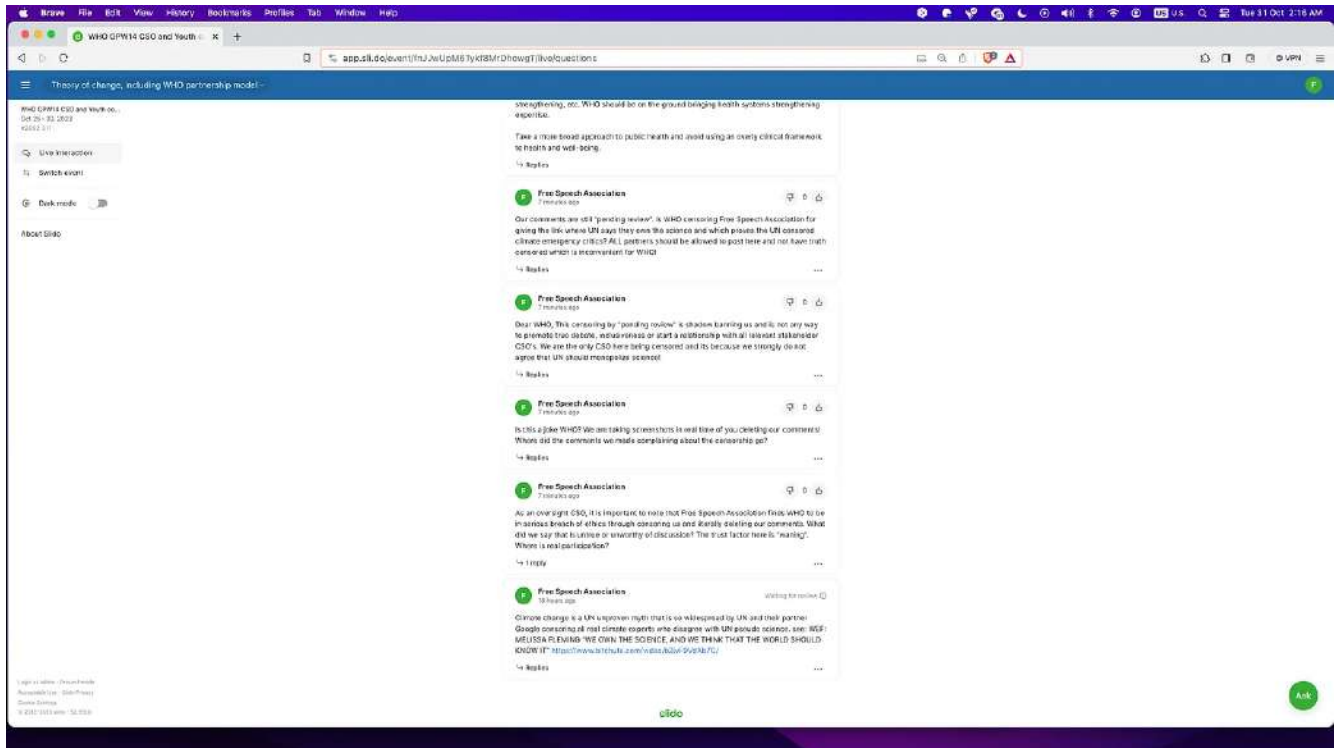 Brave File Edit View History Bookmarks Profiles Tab Window Help
US U.S. Tue 31 Oct 2:16 AM
WHO GPW14 CSO and Youth
VPN
Theory of change, including WHO partnership model
F
WHO GPW14 CSO and Youth co...
Live interaction
Switch event
Dark mode
About Slido
strengthening, etc. WHO should be on the ground bringing health systems strengthening
expertise.
Take a more broad approach to public health and avoid using an overly clinical framework
to health and well-being.
Replies
F Free Speech Association
7 minutes ago
0
Our comments are still "pending review". Is WHO censoring Free Speech Association for
giving the link where UN says they own the science and which proves the UN censored
climate emergency critics? ALL partners should be allowed to post here and not have truth
censored which is inconvenient for WHO!
Replies
F Free Speech Association
7 minutes ago
0
Dear WHO, This censoring by "pending review" is shadow banning us and is not any way
to promote true debate, inclusiveness or start a relationship with all relevant stakeholder
CSO's. We are the only CSO here being censored and its because we strongly do not
agree that UN should monopolize science!
Replies
F Free Speech Association
7 minutes ago
0
Is this a joke WHO? We are taking screenshots in real time of you deleting our comments!
Where did the comments we made complaining about the censorship go?
Replies
F Free Speech Association
7 minutes ago
0
As an oversight CSO, it is important to note that Free Speech Association finds WHO to be
in serious breach of ethics through censoring us and literally deleting our comments. What
did we say that is untrue or unworthy of discussion? The trust factor here is "waning".
Where is real participation?
1 reply
F Free Speech Association
18 hours ago
Waiting for review
Climate change is a UN unproven myth that is so widespread by UN and their partner
Google censoring all real climate experts who disagree with UN pseudo science. see: WEF:
MELISSA FLEMING "WE OWN THE SCIENCE, AND WE THINK THAT THE WORLD SHOULD
KNOW IT"
Replies
slido
Ask